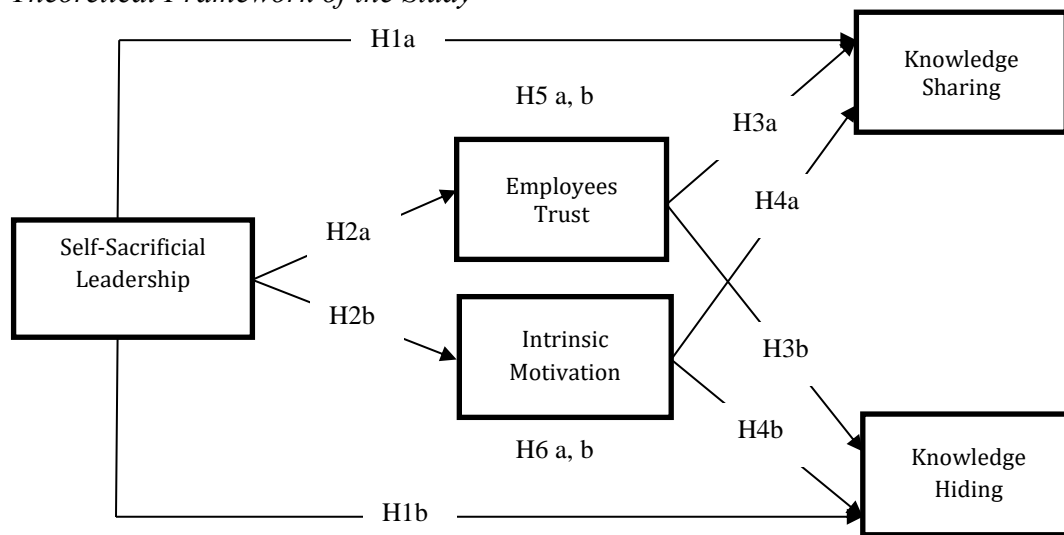 Theoretical Framework of the Study
H1a
Knowledge
Sharing
H5 a, b
H3a
Employees
Trust
H4a
Self-Sacrificial
Leadership
H2a
H2b
Intrinsic
Motivation
H3b
H4b
H6 a, b
Knowledge
Hiding
H1b